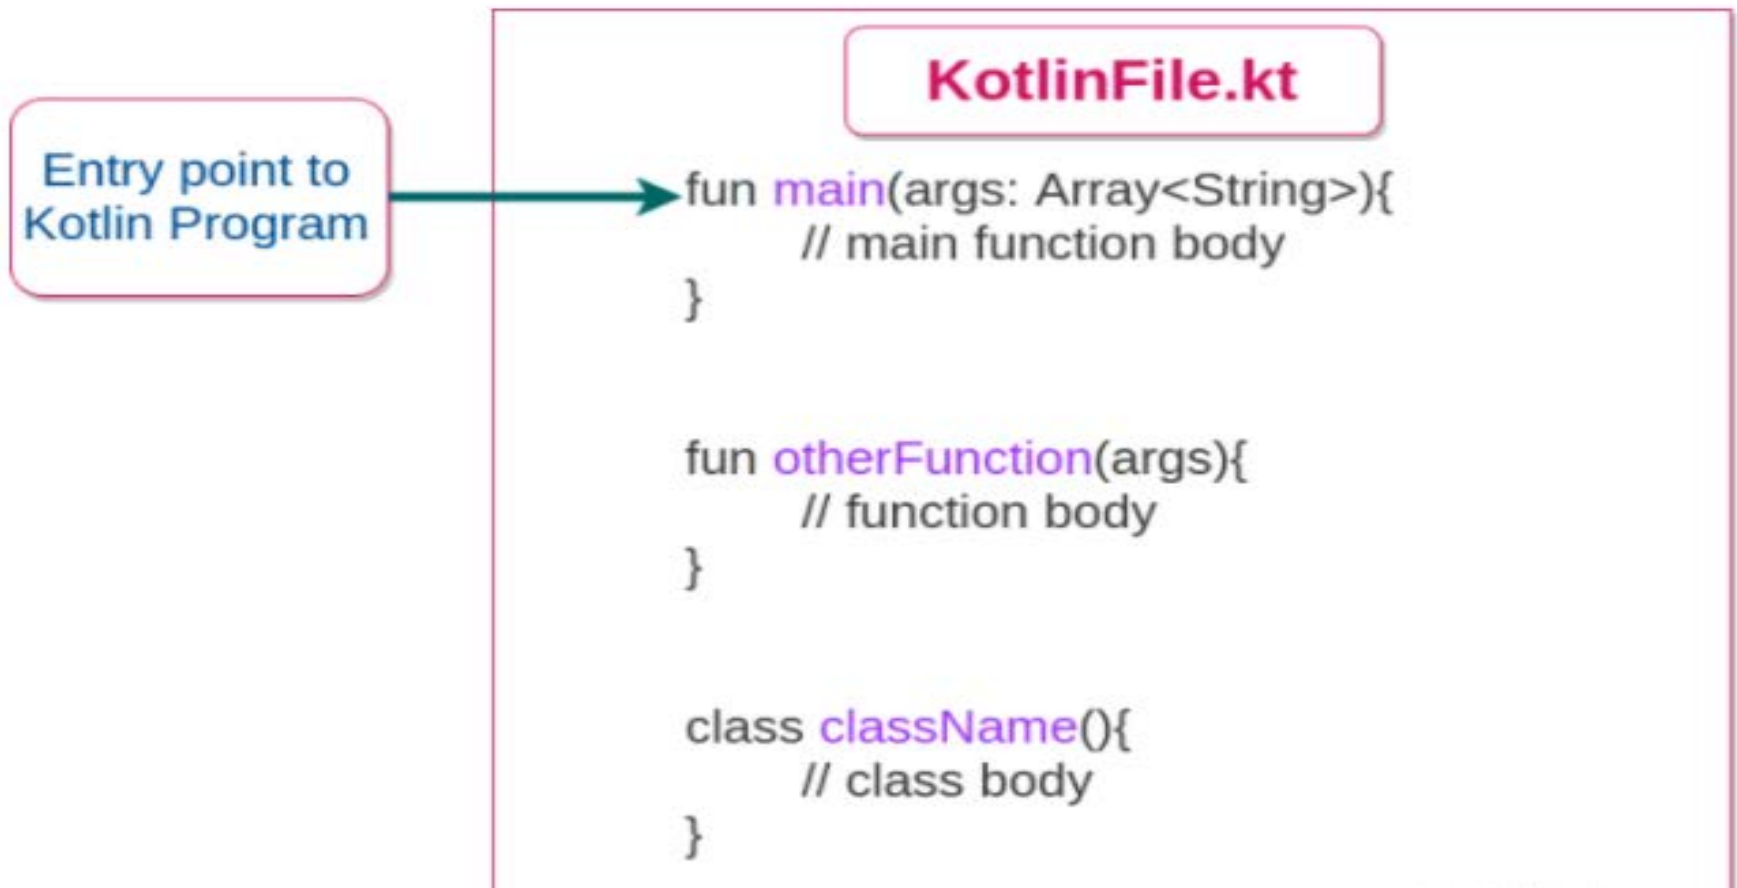 KotlinFile.kt
Entry point to
Kotlin Program
fun main(args: Array<String>){
// main function body
}
fun otherFunction(args){
// function body
}
class className(){
// class body
}